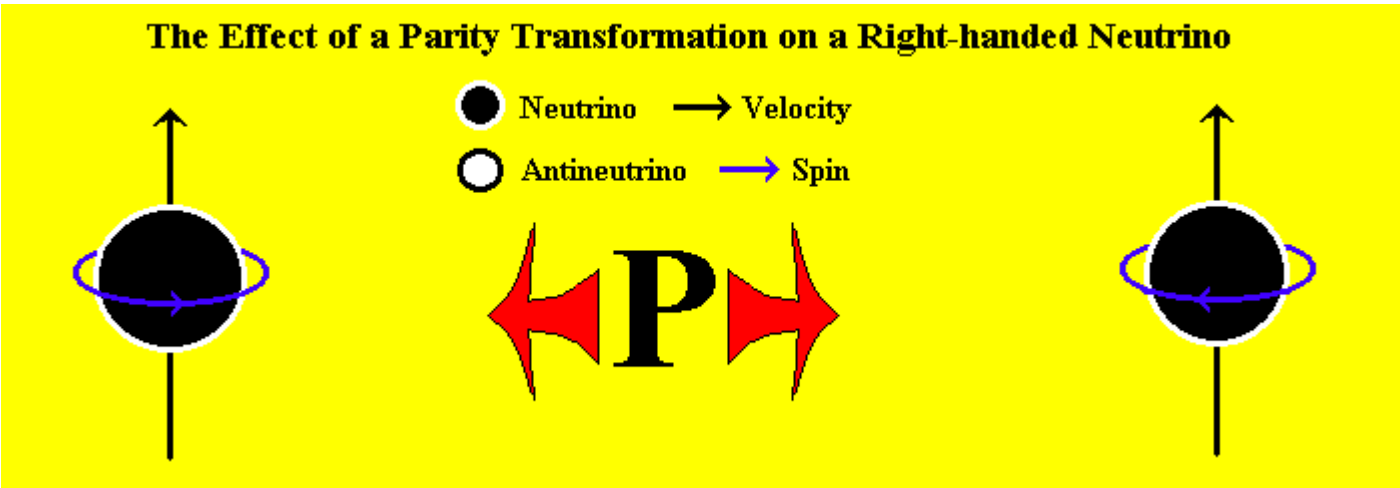 The Effect of a Parity Transformation on a Right-handed Neutrino
Neutrino Velocity
Antineutrino Spin
P